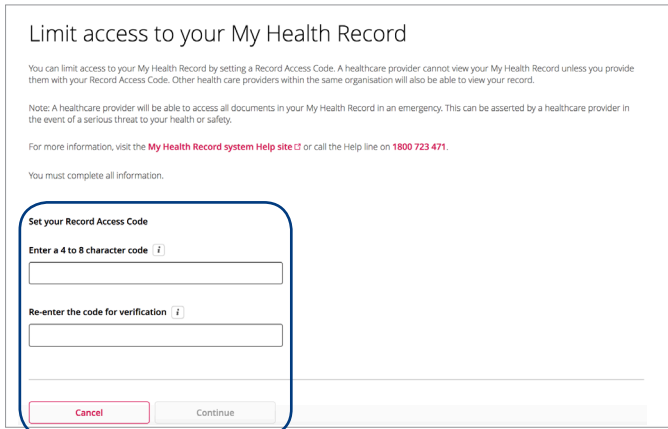 Limit access to your My Health Record
You can limit access to your My Health Record by setting a Record Access Code. A healthcare provider cannot view your My Health Record unless you provide
them with your Record Access Code. Other health care providers within the same organisation will also be able to view your record.
Note: A healthcare provider will be able to access all documents in your My Health Record in an emergency. This can be asserted by a healthcare provider in
the event of a serious threat to your health or safety.
For more information, visit the My Health Record system Help site or call the Help line on 1800 723 471.
You must complete all information.
Set your Record Access Code
Enter a 4 to 8 character code i
Re-enter the code for verification i
Cancel Continue